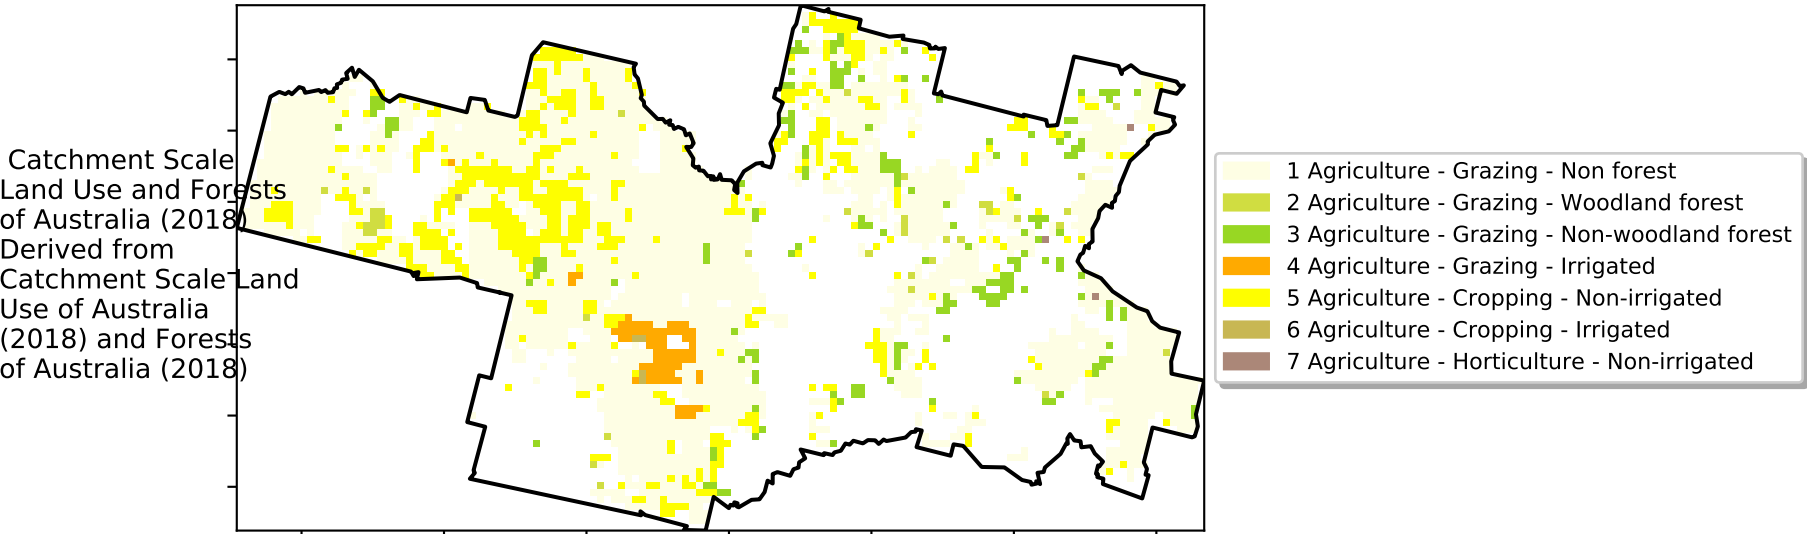 Catchment Scale
Land Use and Forests
of Australia (2018)
Derived from
Catchment Scale Land
Use of Australia
(2018) and Forests
of Australia (2018)
1 Agriculture - Grazing - Non forest
2 Agriculture - Grazing - Woodland forest
3 Agriculture - Grazing - Non-woodland forest
4 Agriculture - Grazing - Irrigated
5 Agriculture - Cropping - Non-irrigated
6 Agriculture - Cropping - Irrigated
7 Agriculture - Horticulture - Non-irrigated